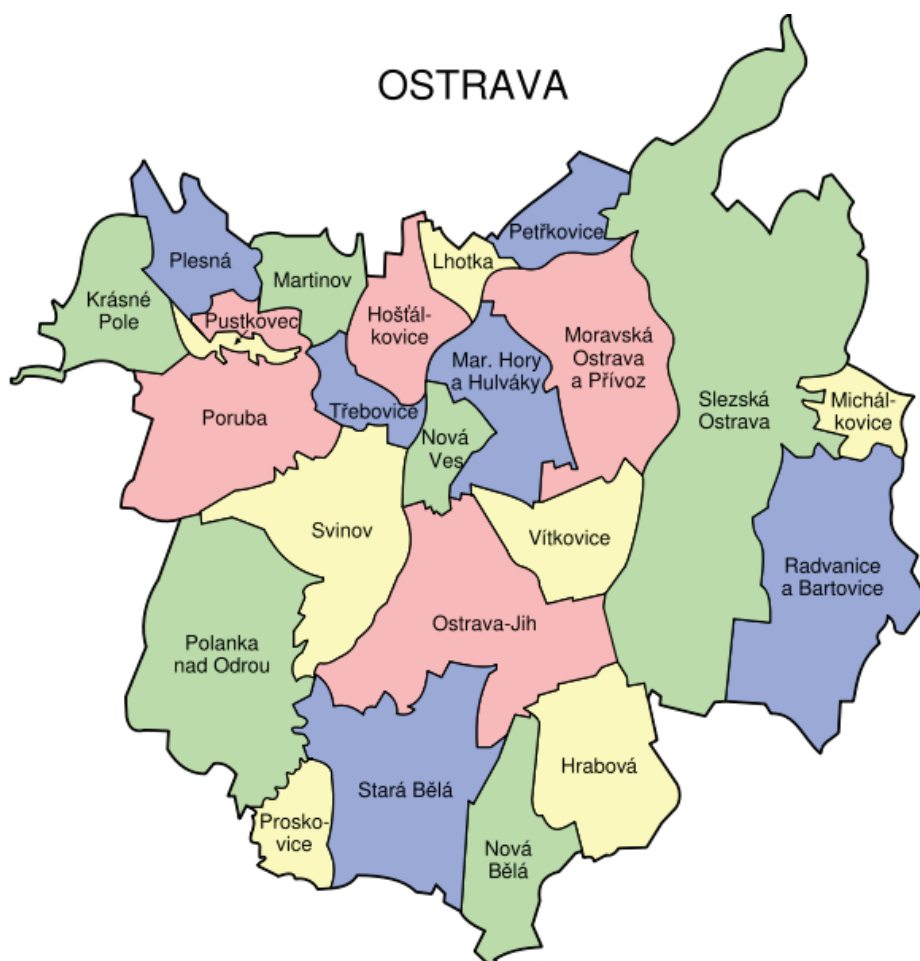 OSTRAVA
Petřkovice
Plesná
Lhotka
Martinov
Krásné
Pole
Pustkovec
Hošťál-
kovice
Moravská
Ostrava
a Přívoz
Mar. Hory
a Hulváky
Slezská
Ostrava
Michál-
kovice
Poruba
Třebovice
Nová
Ves
Svinov
Vítkovice
Radvanice
a Bartovice
Ostrava-Jih
Polanka
nad Odrou
Hrabová
Stará Bělá
Prosko-
vice
Nová
Bělá